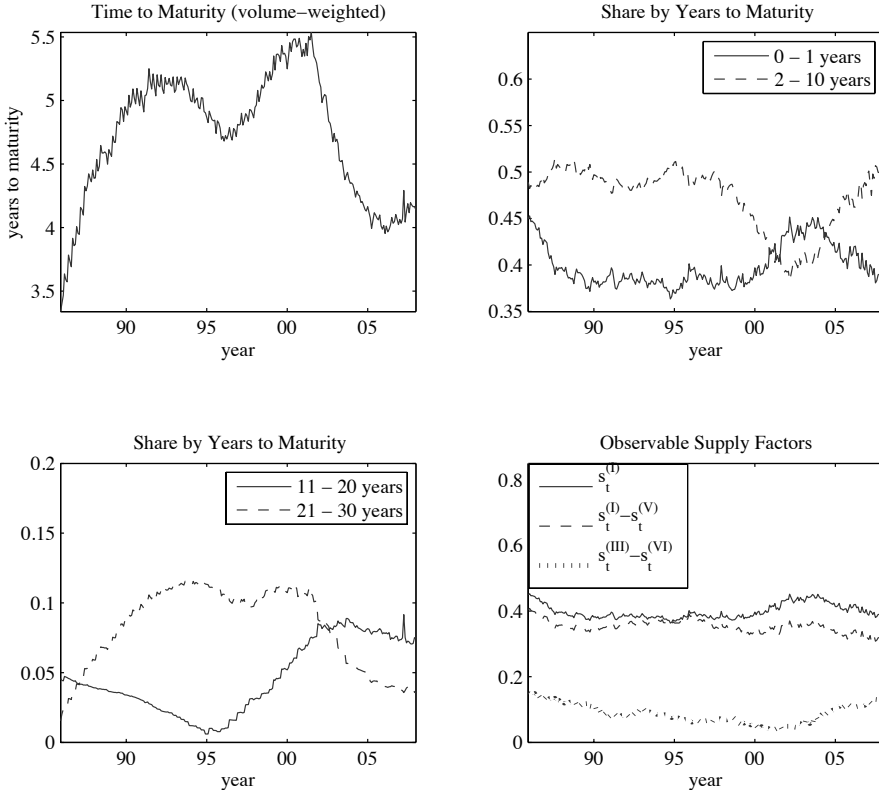 Time to Maturity (volume−weighted)
5.5
5
4.5
4
3.5
years to maturity
90 95 00 05
year
Share by Years to Maturity
0 – 1 years
2 – 10 years
0.6
0.55
0.5
0.45
0.4
0.35
90 95 00 05
year
Share by Years to Maturity
11 – 20 years
21 – 30 years
0.2
0.15
0.1
0.05
0
90 95 00 05
year
Observable Supply Factors
s_t^(I)
s_t^(I)−s_t^(V)
s_t^(III)−s_t^(VI)
0.8
0.6
0.4
0.2
0
90 95 00 05
year